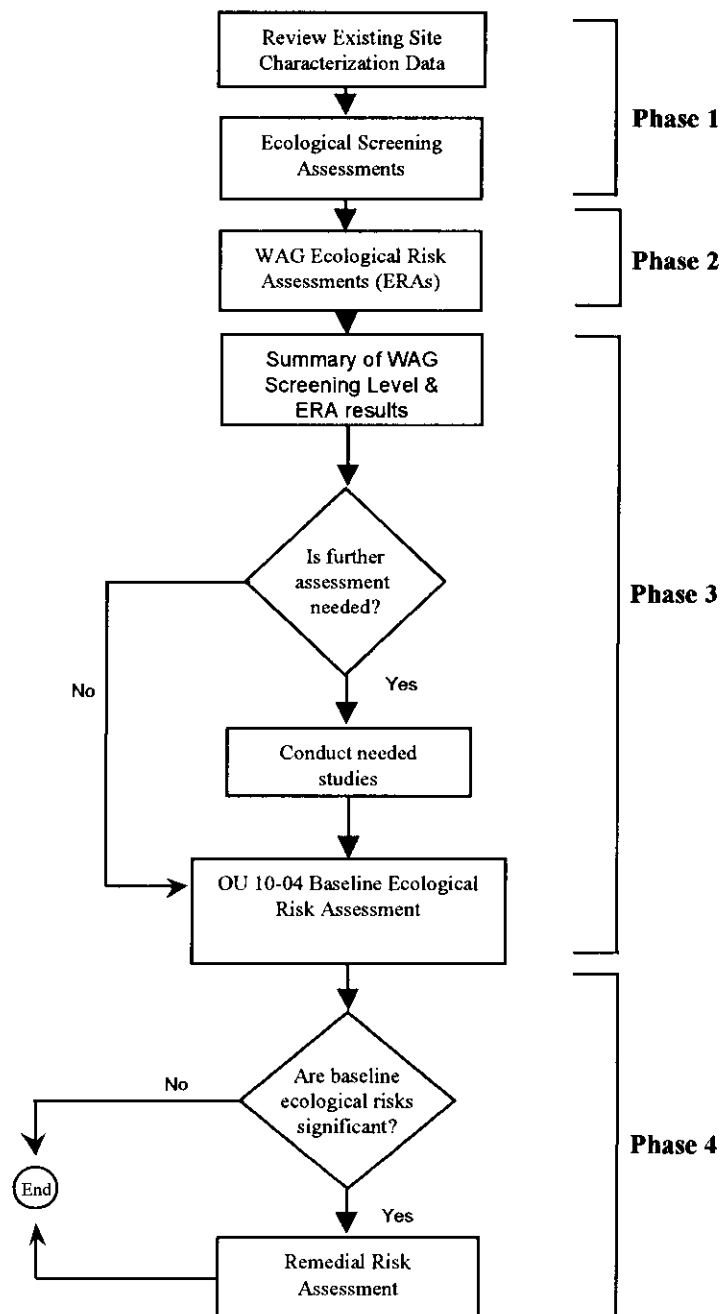 Review Existing Site
Characterization Data
Phase 1
Ecological Screening
Assessments
WAG Ecological Risk
Assessments (ERAs)
Phase 2
Summary of WAG
Screening Level &
ERA results
Is further
assessment
needed?
Phase 3
No
Yes
Conduct needed
studies
OU 10-04 Baseline Ecological
Risk Assessment
No
Are baseline
ecological risks
significant?
Phase 4
End
Yes
Remedial Risk
Assessment